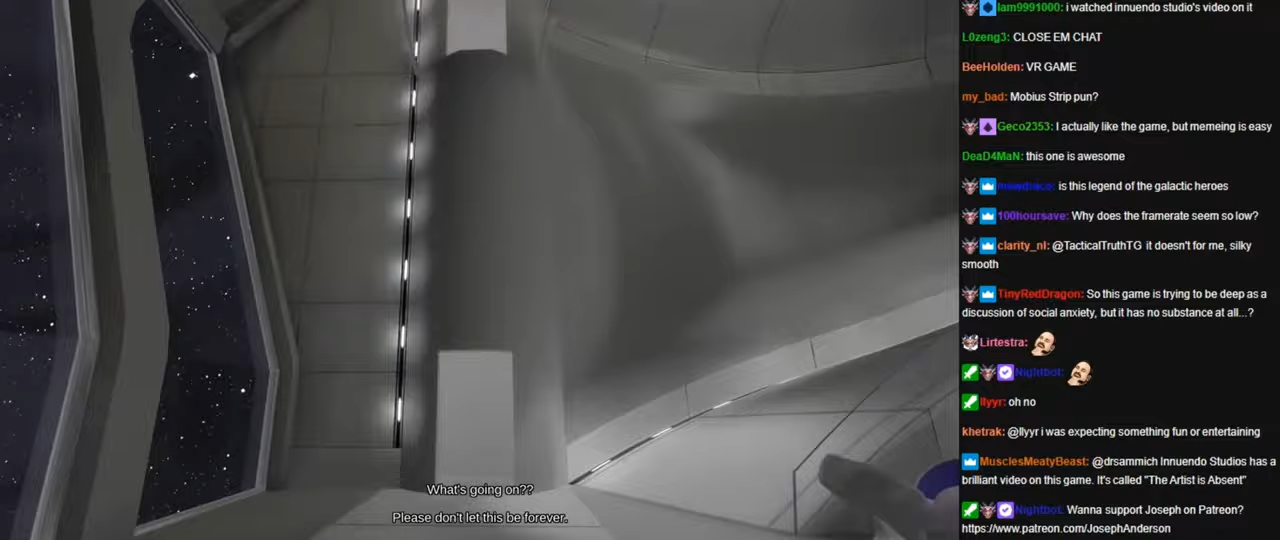 What's going on??
Please don't let this be forever.
Iam9991000: i watched innuendo studio's video on it
L0zeng3: CLOSE EM CHAT
BeeHolden: VR GAME
my_bad: Mobius Strip pun?
Geco2353: I actually like the game, but memeing is easy
DeaD4MaN: this one is awesome
is this legend of the galactic heroes
100hoursave: Why does the framerate seem so low?
clarity_nl: @TacticalTruthTG it doesn't for me, silky
smooth
TinyRedDragon: So this game is trying to be deep as a
discussion of social anxiety, but it has no substance at all...?
Lirtestra:
Nightbot:
llyyr: oh no
khetrak: @llyyr i was expecting something fun or entertaining
MusclesMeatyBeast: @drsammich Innuendo Studios has a
brilliant video on this game. It's called "The Artist is Absent"
Nightbot: Wanna support Joseph on Patreon?
https://www.patreon.com/JosephAnderson